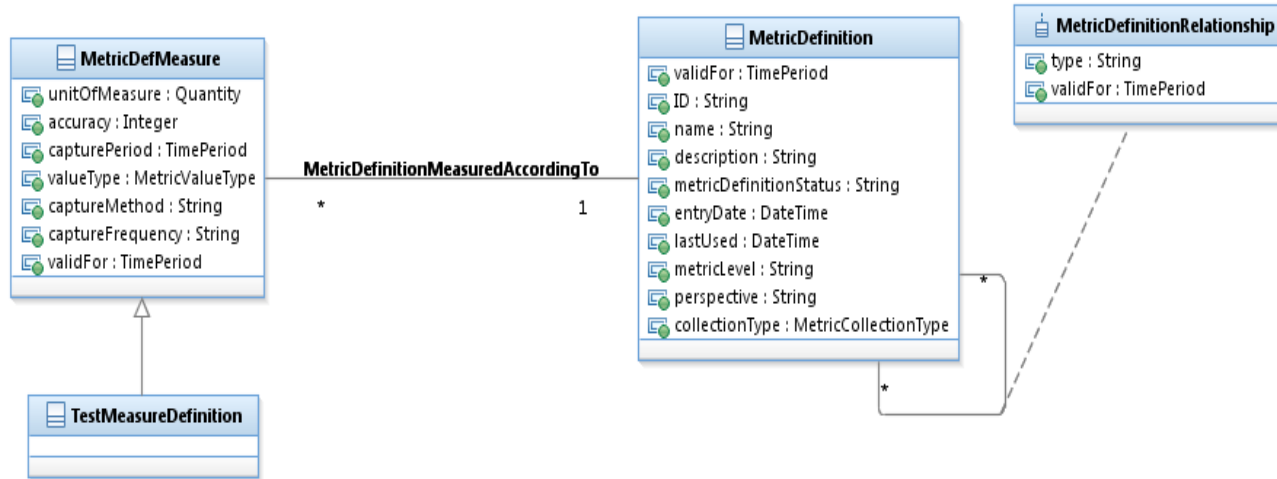 MetricDefMeasure
unitOfMeasure : Quantity
accuracy : Integer
capturePeriod : TimePeriod
valueType : MetricValueType
captureMethod : String
captureFrequency : String
validFor : TimePeriod
TestMeasureDefinition
MetricDefinitionMeasuredAccordingTo
*
1
MetricDefinition
validFor : TimePeriod
ID : String
name : String
description : String
metricDefinitionStatus : String
entryDate : DateTime
lastUsed : DateTime
metricLevel : String
perspective : String
collectionType : MetricCollectionType
*
*
MetricDefinitionRelationship
type : String
validFor : TimePeriod